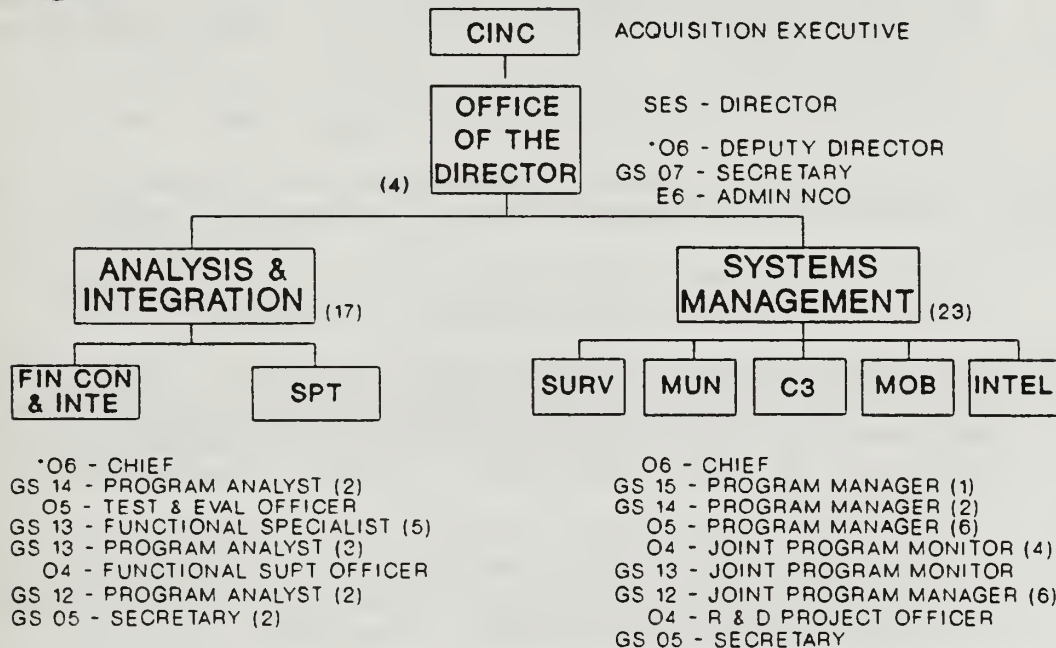 CINC
ACQUISITION EXECUTIVE
OFFICE
OF THE
DIRECTOR
(4)
SES - DIRECTOR
*O6 - DEPUTY DIRECTOR
GS 07 - SECRETARY
E6 - ADMIN NCO
ANALYSIS &
INTEGRATION
(17)
SYSTEMS
MANAGEMENT
(23)
FIN CON
& INTE
SPT
SURV
MUN
C3
MOB
INTEL
*O6 - CHIEF
GS 14 - PROGRAM ANALYST (2)
O5 - TEST & EVAL OFFICER
GS 13 - FUNCTIONAL SPECIALIST (5)
GS 13 - PROGRAM ANALYST (3)
O4 - FUNCTIONAL SUPT OFFICER
GS 12 - PROGRAM ANALYST (2)
GS 05 - SECRETARY (2)
O6 - CHIEF
GS 15 - PROGRAM MANAGER (1)
GS 14 - PROGRAM MANAGER (2)
O5 - PROGRAM MANAGER (6)
O4 - JOINT PROGRAM MONITOR (4)
GS 13 - JOINT PROGRAM MONITOR
GS 12 - JOINT PROGRAM MANAGER (6)
O4 - R & D PROJECT OFFICER
GS 05 - SECRETARY